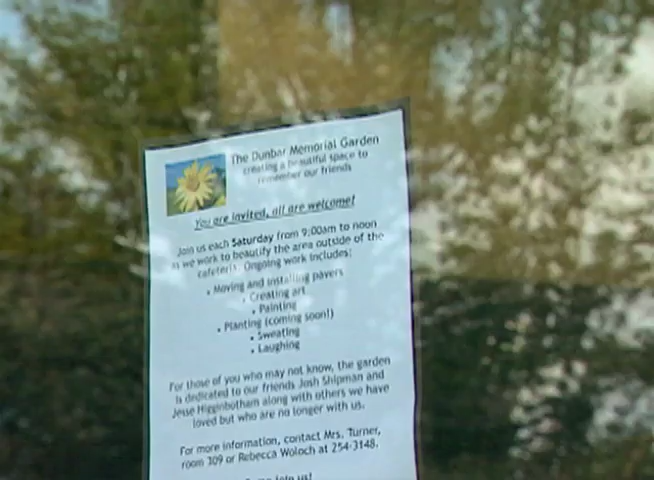 The Dunbar Memorial Garden
creating a beautiful space to
remember our friends
You are invited, all are welcome!
Join us each Saturday from 9:00am to noon
as we work to beautify the area outside of the
cafeteria. Ongoing work includes:
• Moving and installing pavers
• Creating art
• Painting
• Planting (coming soon!)
• Sweating
• Laughing
For those of you who may not know, the garden
is dedicated to our friends Josh Shipman and
Jesse Higginbotham along with others we have
loved but who are no longer with us.
For more information, contact Mrs. Turner,
room 309 or Rebecca Woloch at 254-3148.
join us!